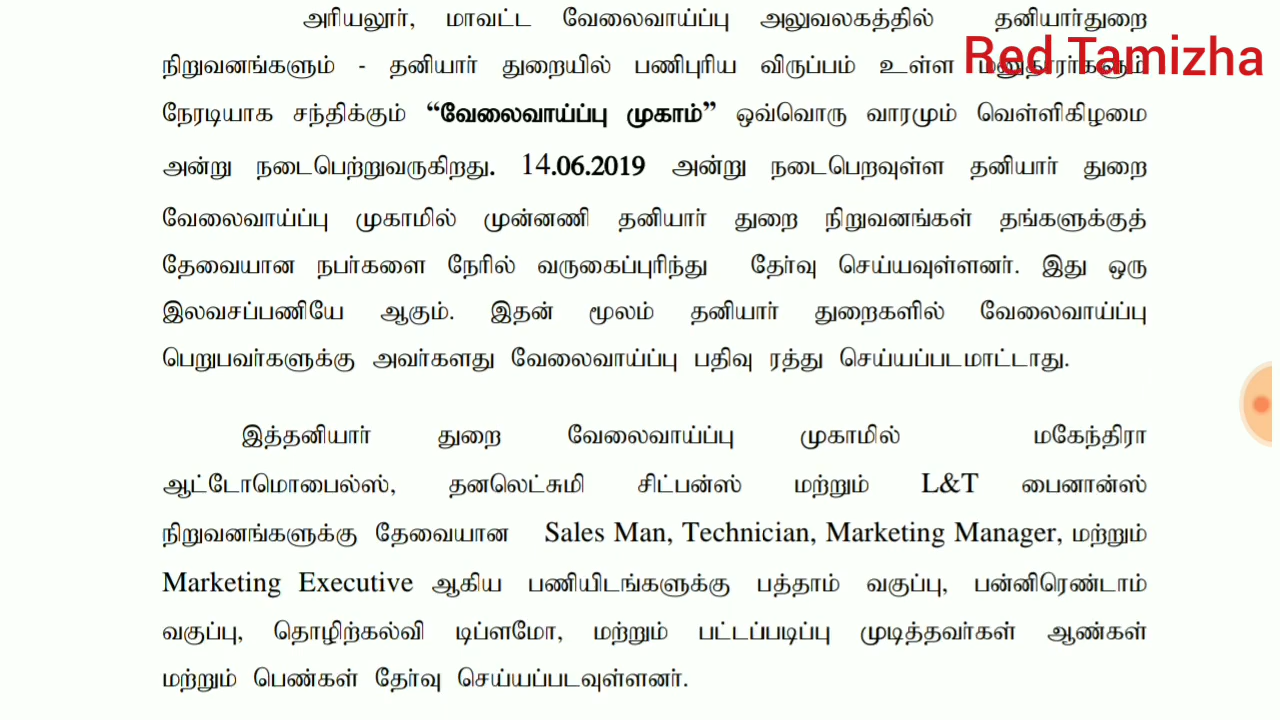 அரியலூர், மாவட்ட வேலைவாய்ப்பு அலுவலகத்தில் தனியார்துறை
நிறுவனங்களும் - தனியார் துறையில் பணிபுரிய விருப்பம் உள்ள மனுதாரர்களும்
Red Tamizha
நேரடியாக சந்திக்கும் “வேலைவாய்ப்பு முகாம்” ஒவ்வொரு வாரமும் வெள்ளிகிழமை
அன்று நடைபெற்றுவருகிறது. 14.06.2019 அன்று நடைபெறவுள்ள தனியார் துறை
வேலைவாய்ப்பு முகாமில் முன்னணி தனியார் துறை நிறுவனங்கள் தங்களுக்குத்
தேவையான நபர்களை நேரில் வருகைப்புரிந்து தேர்வு செய்யவுள்ளனர். இது ஒரு
இலவசப்பணியே ஆகும். இதன் மூலம் தனியார் துறைகளில் வேலைவாய்ப்பு
பெறுபவர்களுக்கு அவர்களது வேலைவாய்ப்பு பதிவு ரத்து செய்யப்படமாட்டாது.
இத்தனியார் துறை வேலைவாய்ப்பு முகாமில் மகேந்திரா
ஆட்டோமொபைல்ஸ், தனலெட்சுமி சிட்பன்ஸ் மற்றும் L&T பைனான்ஸ்
நிறுவனங்களுக்கு தேவையான Sales Man, Technician, Marketing Manager, மற்றும்
Marketing Executive ஆகிய பணியிடங்களுக்கு பத்தாம் வகுப்பு, பன்னிரெண்டாம்
வகுப்பு, தொழிற்கல்வி டிப்ளமோ, மற்றும் பட்டப்படிப்பு முடித்தவர்கள் ஆண்கள்
மற்றும் பெண்கள் தேர்வு செய்யப்படவுள்ளனர்.